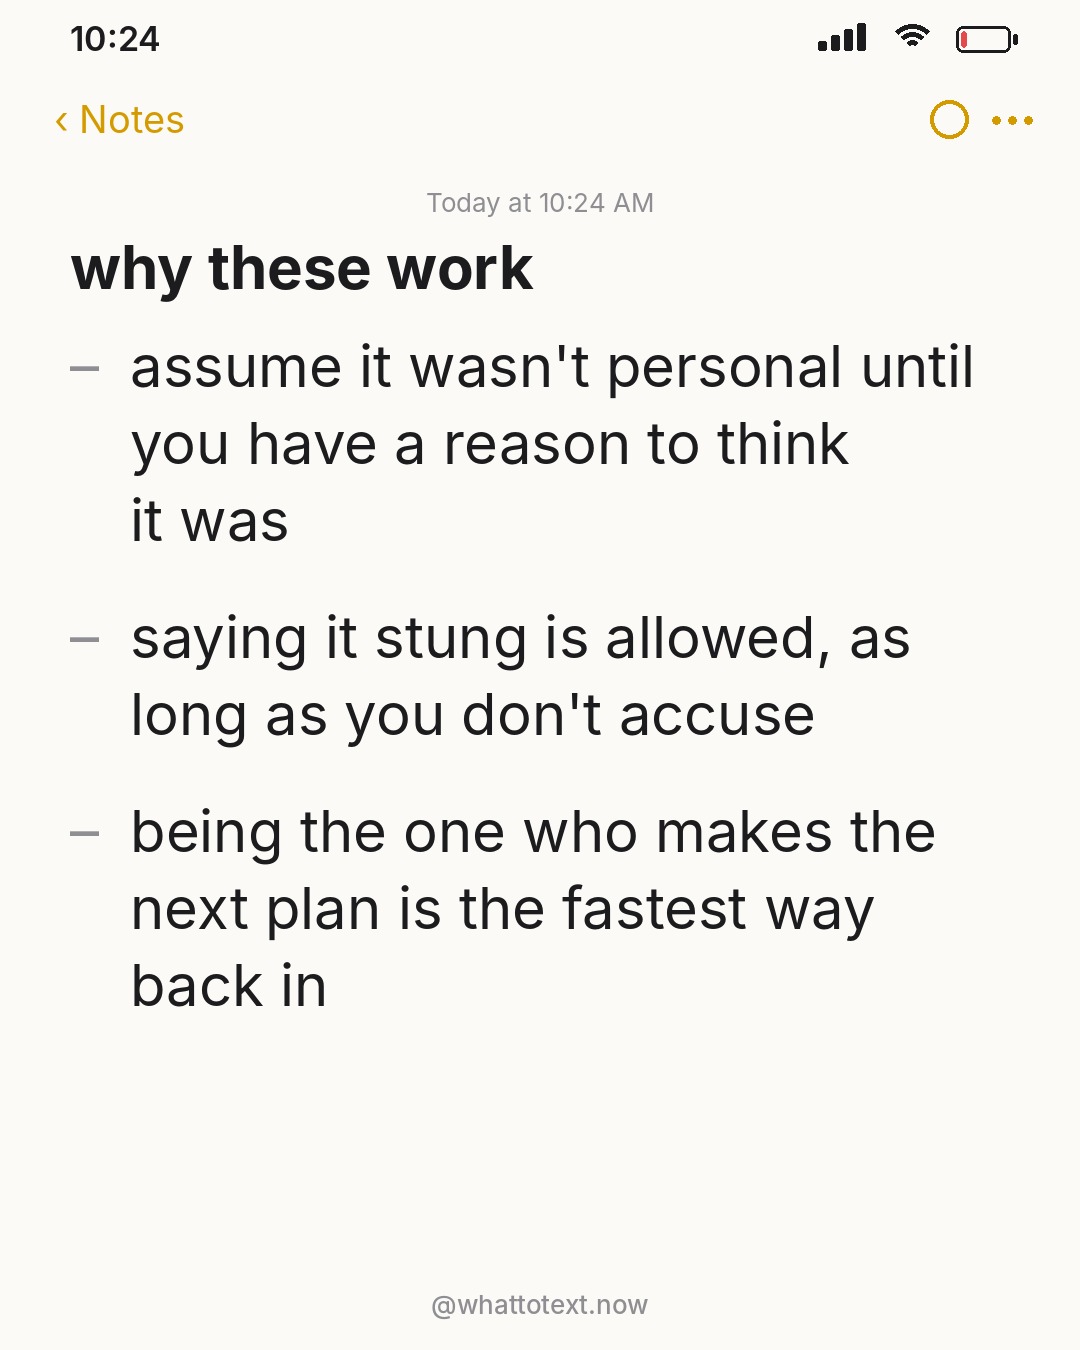 10:24
‹ Notes
Today at 10:24 AM
why these work
– assume it wasn't personal until
you have a reason to think
it was
– saying it stung is allowed, as
long as you don't accuse
– being the one who makes the
next plan is the fastest way
back in
@whattotext.now